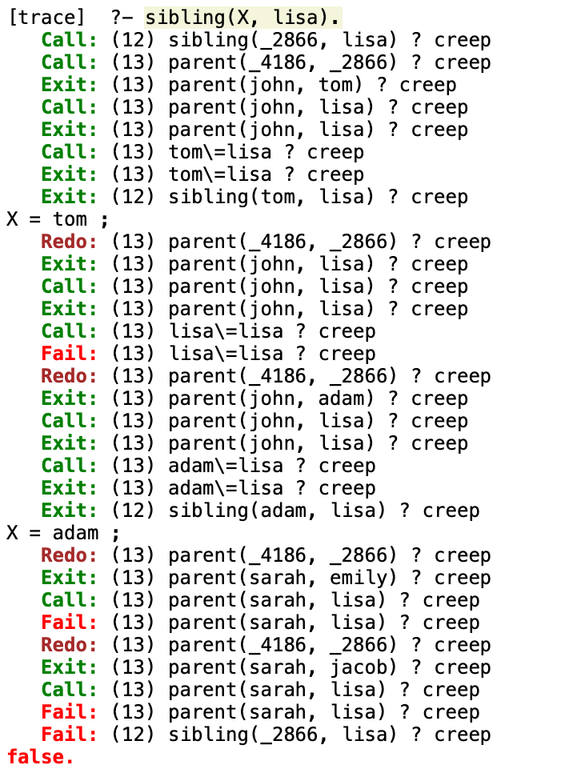 [trace]  ?- sibling(X, lisa).
   Call: (12) sibling(_2866, lisa) ? creep
   Call: (13) parent(_4186, _2866) ? creep
   Exit: (13) parent(john, tom) ? creep
   Call: (13) parent(john, lisa) ? creep
   Exit: (13) parent(john, lisa) ? creep
   Call: (13) tom\=lisa ? creep
   Exit: (13) tom\=lisa ? creep
   Exit: (12) sibling(tom, lisa) ? creep
X = tom ;
   Redo: (13) parent(_4186, _2866) ? creep
   Exit: (13) parent(john, lisa) ? creep
   Call: (13) parent(john, lisa) ? creep
   Exit: (13) parent(john, lisa) ? creep
   Call: (13) lisa\=lisa ? creep
   Fail: (13) lisa\=lisa ? creep
   Redo: (13) parent(_4186, _2866) ? creep
   Exit: (13) parent(john, adam) ? creep
   Call: (13) parent(john, lisa) ? creep
   Exit: (13) parent(john, lisa) ? creep
   Call: (13) adam\=lisa ? creep
   Exit: (13) adam\=lisa ? creep
   Exit: (12) sibling(adam, lisa) ? creep
X = adam ;
   Redo: (13) parent(_4186, _2866) ? creep
   Exit: (13) parent(sarah, emily) ? creep
   Call: (13) parent(sarah, lisa) ? creep
   Fail: (13) parent(sarah, lisa) ? creep
   Redo: (13) parent(_4186, _2866) ? creep
   Exit: (13) parent(sarah, jacob) ? creep
   Call: (13) parent(sarah, lisa) ? creep
   Fail: (13) parent(sarah, lisa) ? creep
   Fail: (12) sibling(_2866, lisa) ? creep
false.